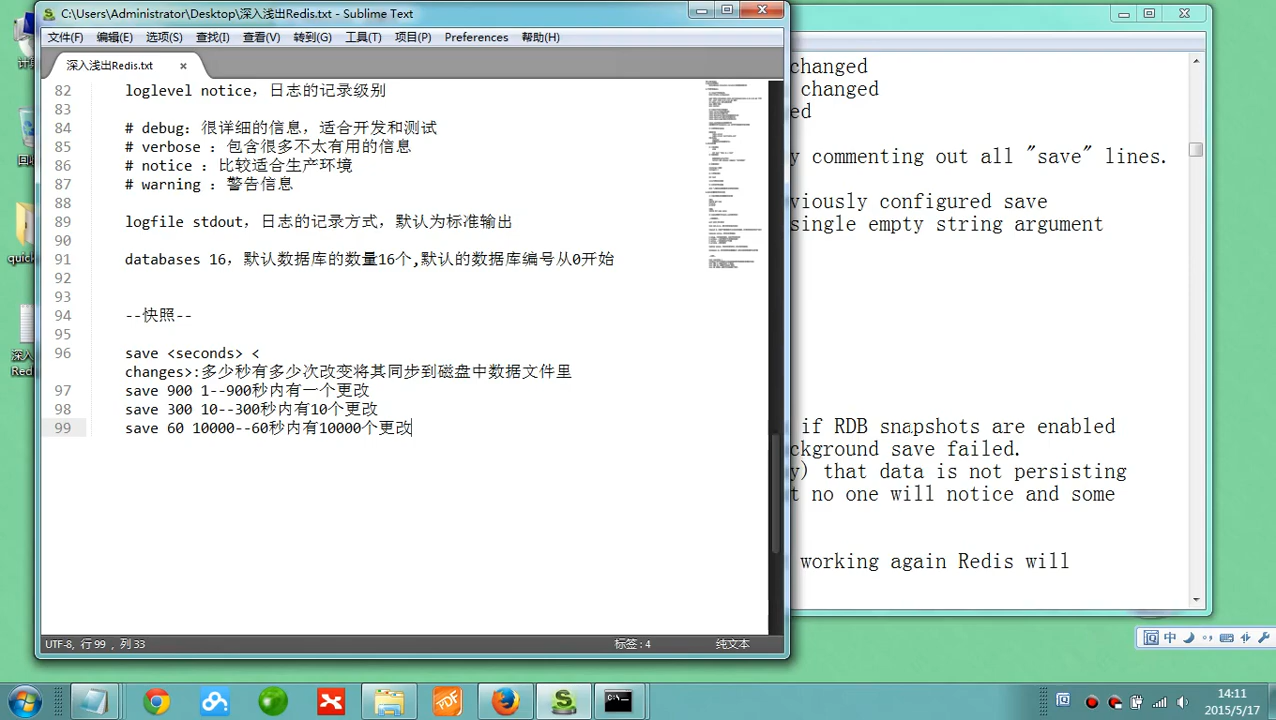 C:\Users\Administrator\Desktop\深入浅出Redis.txt - Sublime Text
文件(F) 编辑(E) 选项(S) 查找(I) 查看(V) 转到(G) 工具(T) 项目(P) Preferences 帮助(H)
深入浅出Redis.txt
82 loglevel notice，日志的记录级别
83
84 # debug：很详细的信息，适合开发和测试
85 # verbose：包含很多不太有用的信息
86 # notice：比较适合生产环境
87 # warning：警告信息
88
89 logfile stdout，日志的记录方式，默认为标准输出
90
91 databases 16，默认数据库的数量16个,默认的数据库编号从0开始
92
93
94 --快照--
95
96 save <seconds> <
changes>:多少秒有多少次改变将其同步到磁盘中数据文件里
97 save 900 1--900秒内有一个更改
98 save 300 10--300秒内有10个更改
99 save 60 10000--60秒内有10000个更改
UTF-8, 行 99 , 列 33 标签: 4 纯文本
changed
changed
ed
y commenting out all "save" lines
viously configured save
single empty string argument
if RDB snapshots are enabled
ckground save failed.
y) that data is not persisting
t no one will notice and some
working again Redis will
深入
Red
中
14:11
2015/5/17